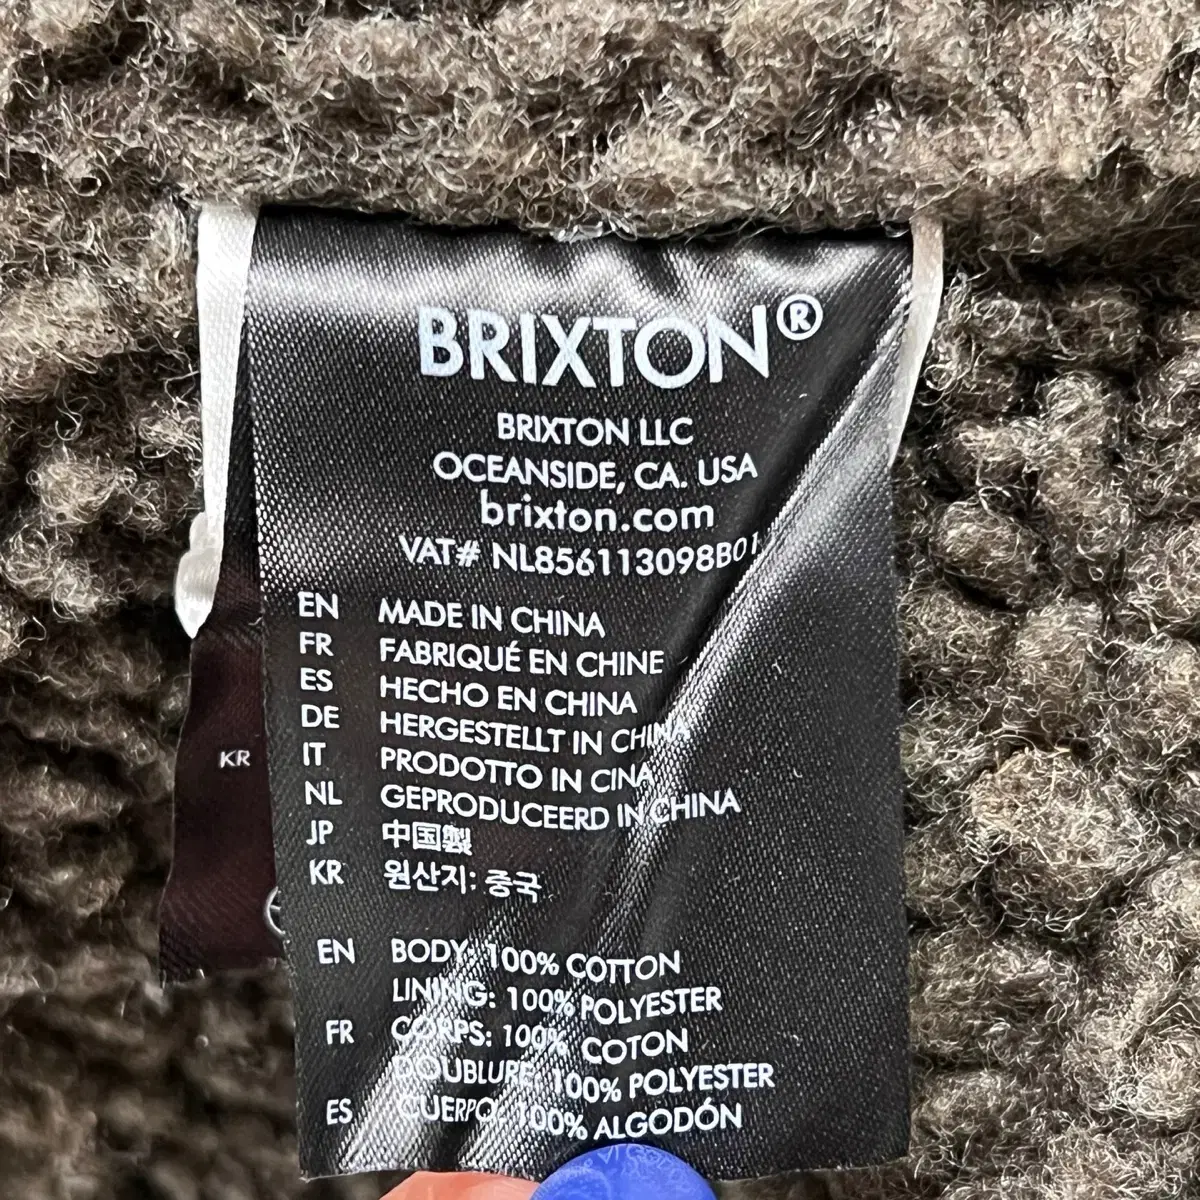 BRIXTON®
BRIXTON LLC
OCEANSIDE, CA. USA
brixton.com
VAT# NL856113098B01
EN MADE IN CHINA
FR FABRIQUÉ EN CHINE
ES HECHO EN CHINA
DE HERGESTELLT IN CHINA
IT PRODOTTO IN CINA
NL GEPRODUCEERD IN CHINA
JP 中国製
KR 원산지: 중국
EN BODY: 100% COTTON
LINING: 100% POLYESTER
FR CORPS: 100% COTON
DOUBLURE: 100% POLYESTER
ES CUERPO: 100% ALGODÓN
KR